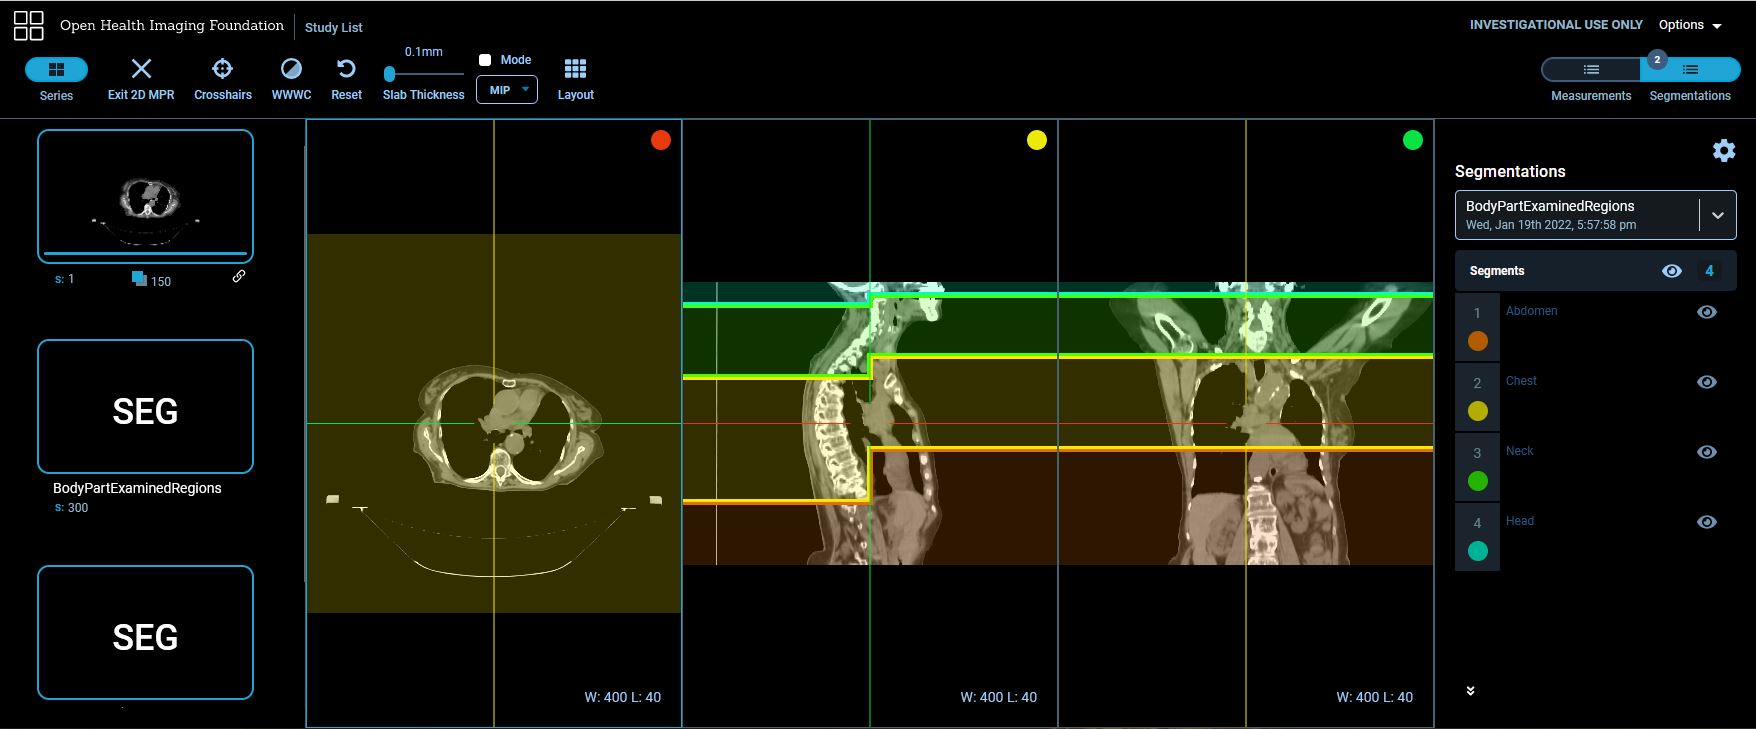 Open Health Imaging Foundation
Study List
INVESTIGATIONAL USE ONLY
Options
Series
Exit 2D MPR
Crosshairs
WWWC
Reset
0.1mm
Slab Thickness
Mode
MIP
Layout
2
Measurements
Segmentations
S: 1
150
SEG
BodyPartExaminedRegions
S: 300
SEG
W: 400 L: 40
W: 400 L: 40
W: 400 L: 40
Segmentations
BodyPartExaminedRegions
Wed, Jan 19th 2022, 5:57:58 pm
Segments
4
1 Abdomen
2 Chest
3 Neck
4 Head